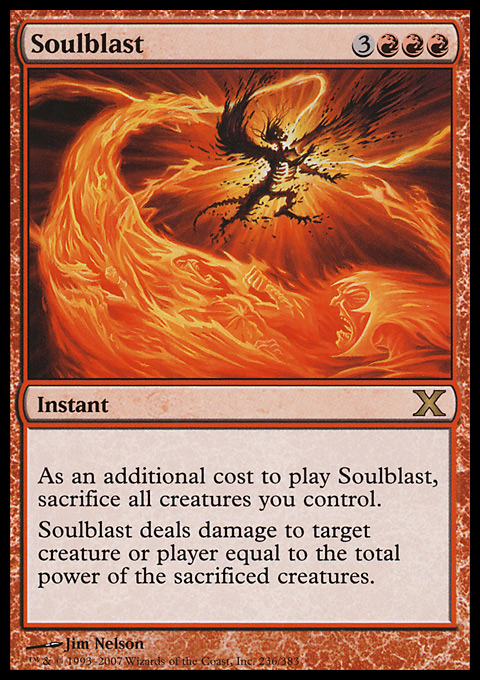 Soulblast 3
Instant X
As an additional cost to play Soulblast,
sacrifice all creatures you control.
Soulblast deals damage to target
creature or player equal to the total
power of the sacrificed creatures.
Jim Nelson
™ & © 1993-2007 Wizards of the Coast, Inc. 236/383